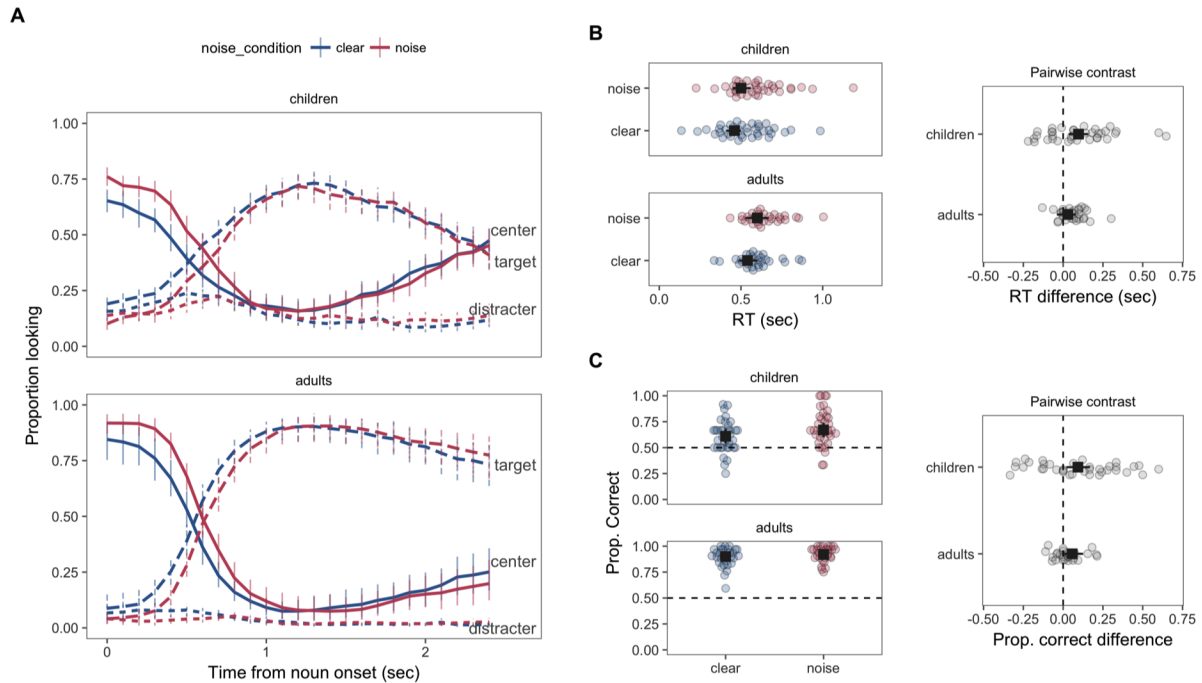 A
noise_condition clear noise
children
1.00
0.75
0.50
0.25
0.00
center
target
distracter
adults
1.00
0.75
0.50
0.25
0.00
target
center
distracter
Proportion looking
0 1 2
Time from noun onset (sec)
B
children
noise
clear
adults
noise
clear
0.0 0.5 1.0
RT (sec)
Pairwise contrast
children
adults
-0.50 -0.25 0.00 0.25 0.50 0.75
RT difference (sec)
C
children
1.00
0.75
0.50
0.25
0.00
adults
1.00
0.75
0.50
0.25
0.00
Prop. Correct
clear noise
Pairwise contrast
children
adults
-0.50 -0.25 0.00 0.25 0.50 0.75
Prop. correct difference